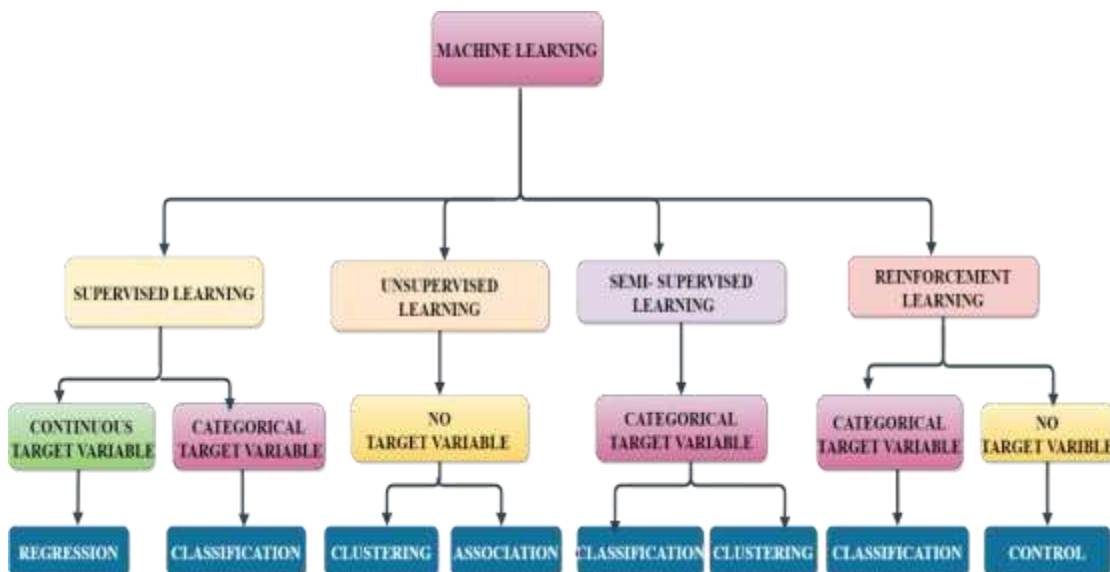 MACHINE LEARNING
SUPERVISED LEARNING
UNSUPERVISED
LEARNING
SEMI- SUPERVISED
LEARNING
REINFORCEMENT
LEARNING
CONTINUOUS
TARGET VARIABLE
CATEGORICAL
TARGET VARIABLE
NO
TARGET VARIABLE
CATEGORICAL
TARGET VARIABLE
CATEGORICAL
TARGET VARIABLE
NO
TARGET VARIBLE
REGRESSION
CLASSIFICATION
CLUSTERING
ASSOCIATION
CLASSIFICATION
CLUSTERING
CLASSIFICATION
CONTROL